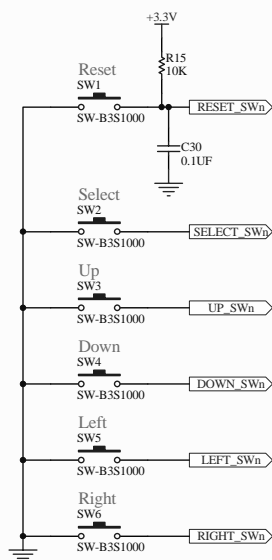 +3.3V
R15
10K
Reset
SW1
SW-B3S1000
RESET_SWn
C30
0.1UF
Select
SW2
SW-B3S1000
SELECT_SWn
Up
SW3
SW-B3S1000
UP_SWn
Down
SW4
SW-B3S1000
DOWN_SWn
Left
SW5
SW-B3S1000
LEFT_SWn
Right
SW6
SW-B3S1000
RIGHT_SWn